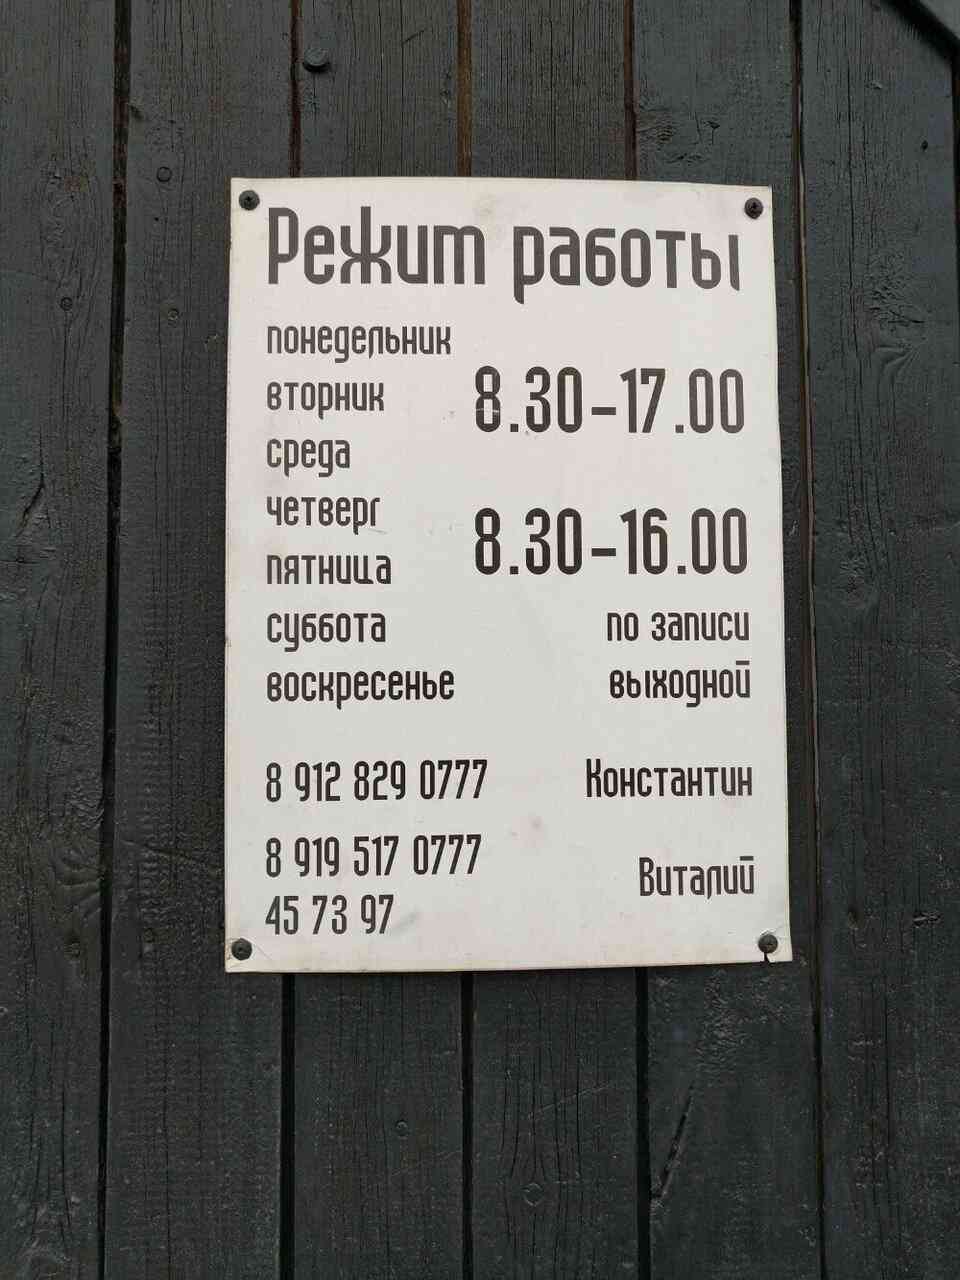 Режим работы
понедельник
вторник 8.30-17.00
среда
четверг
8.30-16.00
пятница
суббота по записи
воскресенье выходной
8 912 829 0777 Константин
8 919 517 0777
Виталий
45 73 97